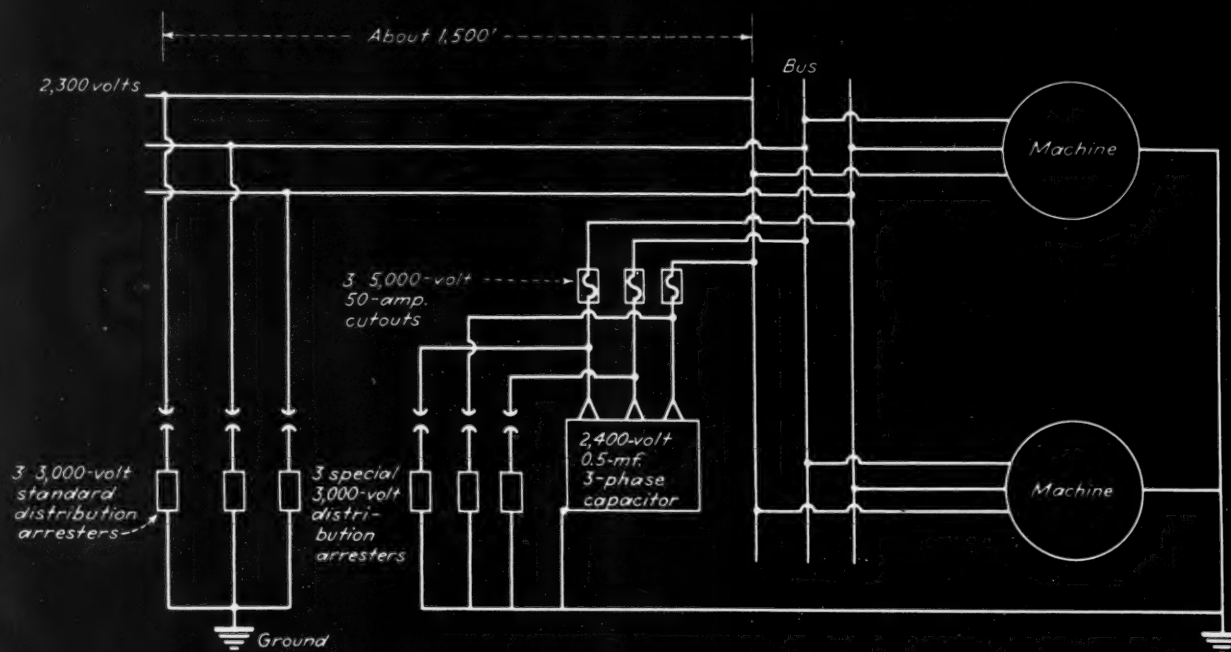 About 1,500'
Bus
2,300 volts
Machine
3 5,000-volt
50-amp.
cutouts
3 3,000-volt
standard
distribution
arresters
3 special
3,000-volt
distri-
bution
arresters
2,400-volt
0.5-mf.
3-phase
capacitor
Machine
Ground